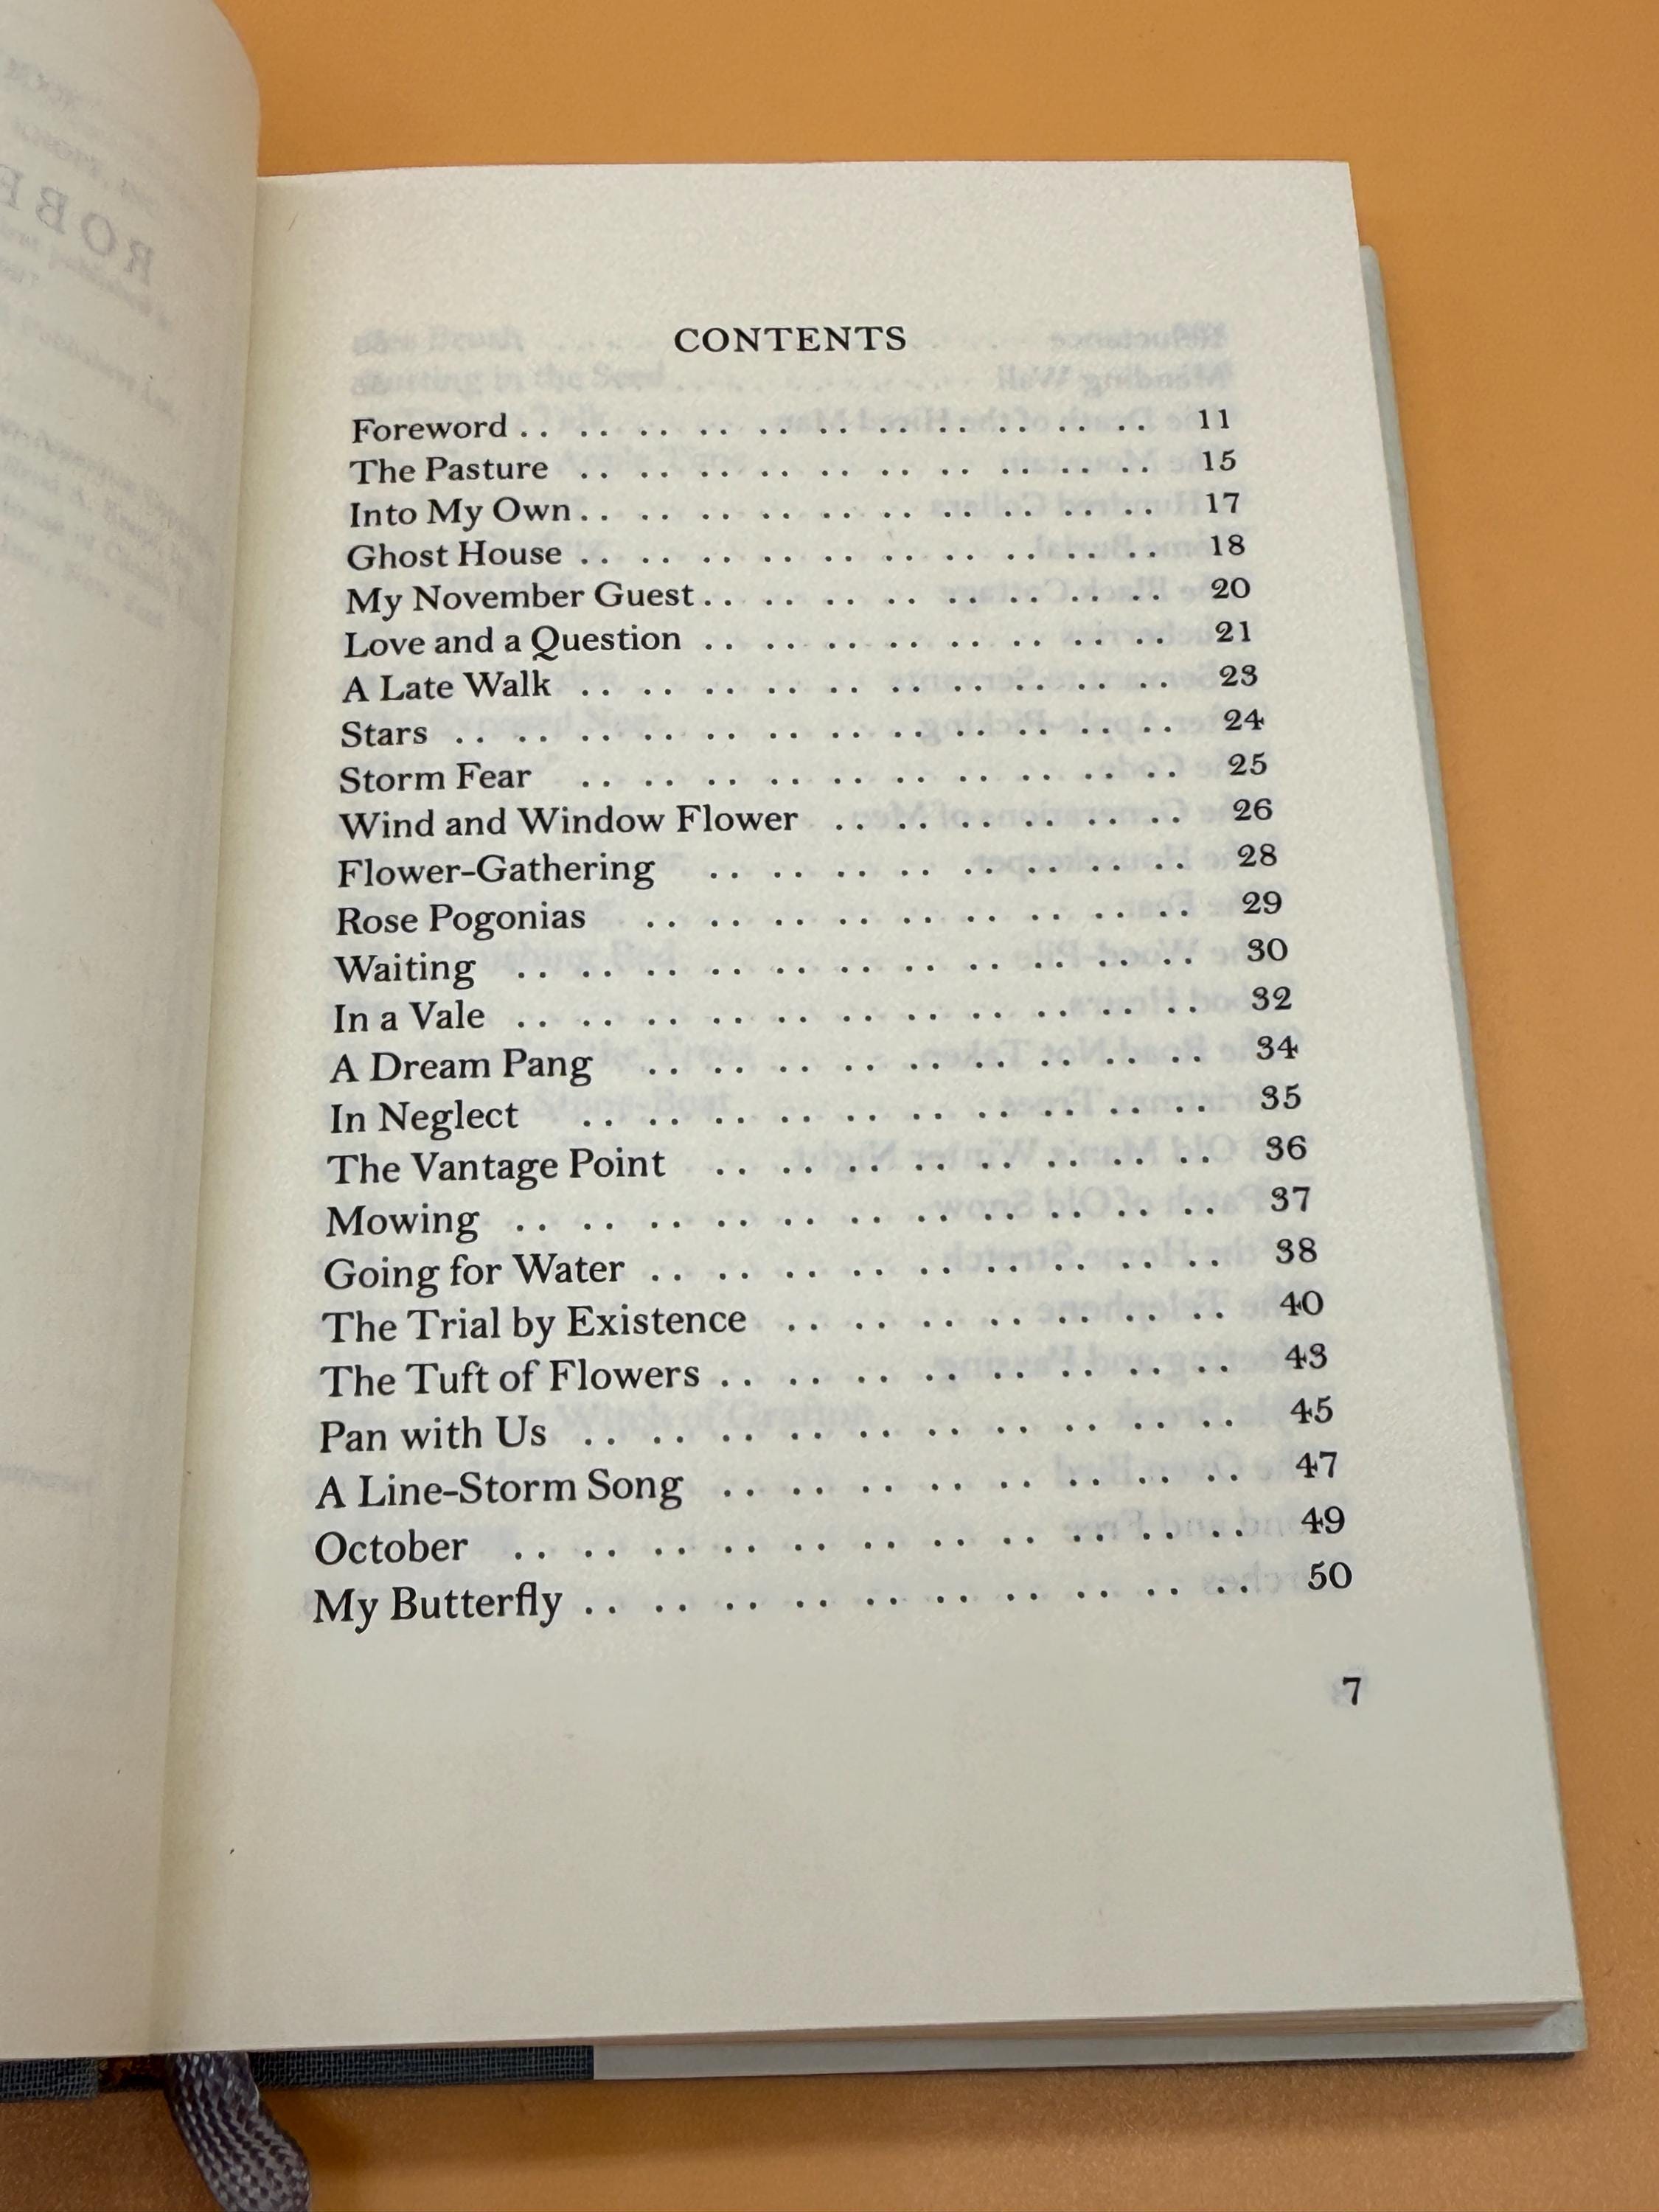 CONTENTS
Foreword . . . . . . . . . . . . . . . . . . . . . . 11
The Pasture . . . . . . . . . . . . . . . . . . . . 15
Into My Own . . . . . . . . . . . . . . . . . . . . 17
Ghost House . . . . . . . . . . . . . . . . . . . . 18
My November Guest . . . . . . . . . . . . . . . . 20
Love and a Question . . . . . . . . . . . . . . . . 21
A Late Walk . . . . . . . . . . . . . . . . . . . . 23
Stars . . . . . . . . . . . . . . . . . . . . . . . . 24
Storm Fear . . . . . . . . . . . . . . . . . . . . 25
Wind and Window Flower . . . . . . . . . . . . 26
Flower-Gathering . . . . . . . . . . . . . . . . 28
Rose Pogonias . . . . . . . . . . . . . . . . . . 29
Waiting . . . . . . . . . . . . . . . . . . . . . . 30
In a Vale . . . . . . . . . . . . . . . . . . . . . . 32
A Dream Pang . . . . . . . . . . . . . . . . . . 34
In Neglect . . . . . . . . . . . . . . . . . . . . 35
The Vantage Point . . . . . . . . . . . . . . . . 36
Mowing . . . . . . . . . . . . . . . . . . . . . . 37
Going for Water . . . . . . . . . . . . . . . . . . 38
The Trial by Existence . . . . . . . . . . . . . . 40
The Tuft of Flowers . . . . . . . . . . . . . . . . 43
Pan with Us . . . . . . . . . . . . . . . . . . . . 45
A Line-Storm Song . . . . . . . . . . . . . . . . 47
October . . . . . . . . . . . . . . . . . . . . . . 49
My Butterfly . . . . . . . . . . . . . . . . . . . . 50
7